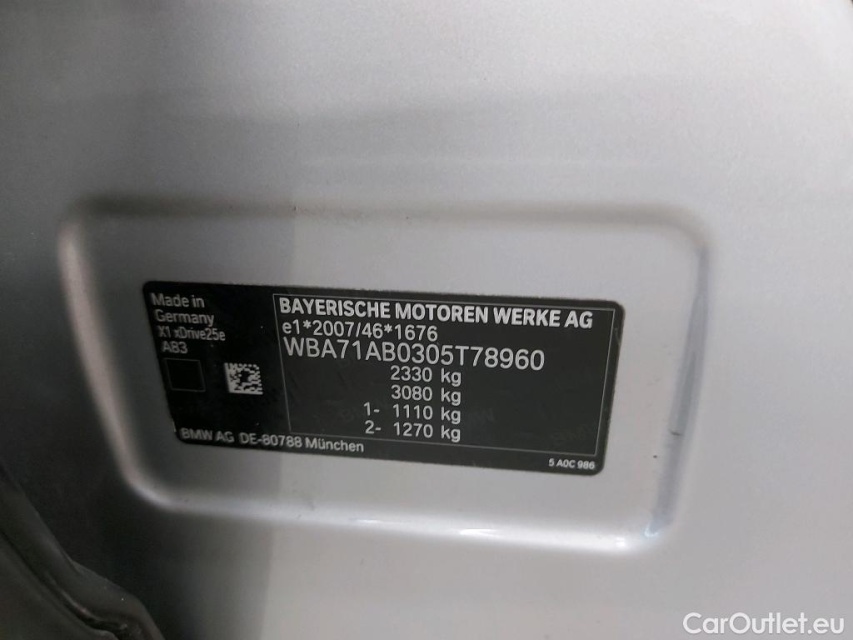 Made in
Germany
X1 xDrive25e
AB3
BAYERISCHE MOTOREN WERKE AG
e1*2007/46*1676
WBA71AB0305T78960
2330 kg
3080 kg
1- 1110 kg
2- 1270 kg
BMW AG DE-80788 München
5 A0C 986
CarOutlet.eu